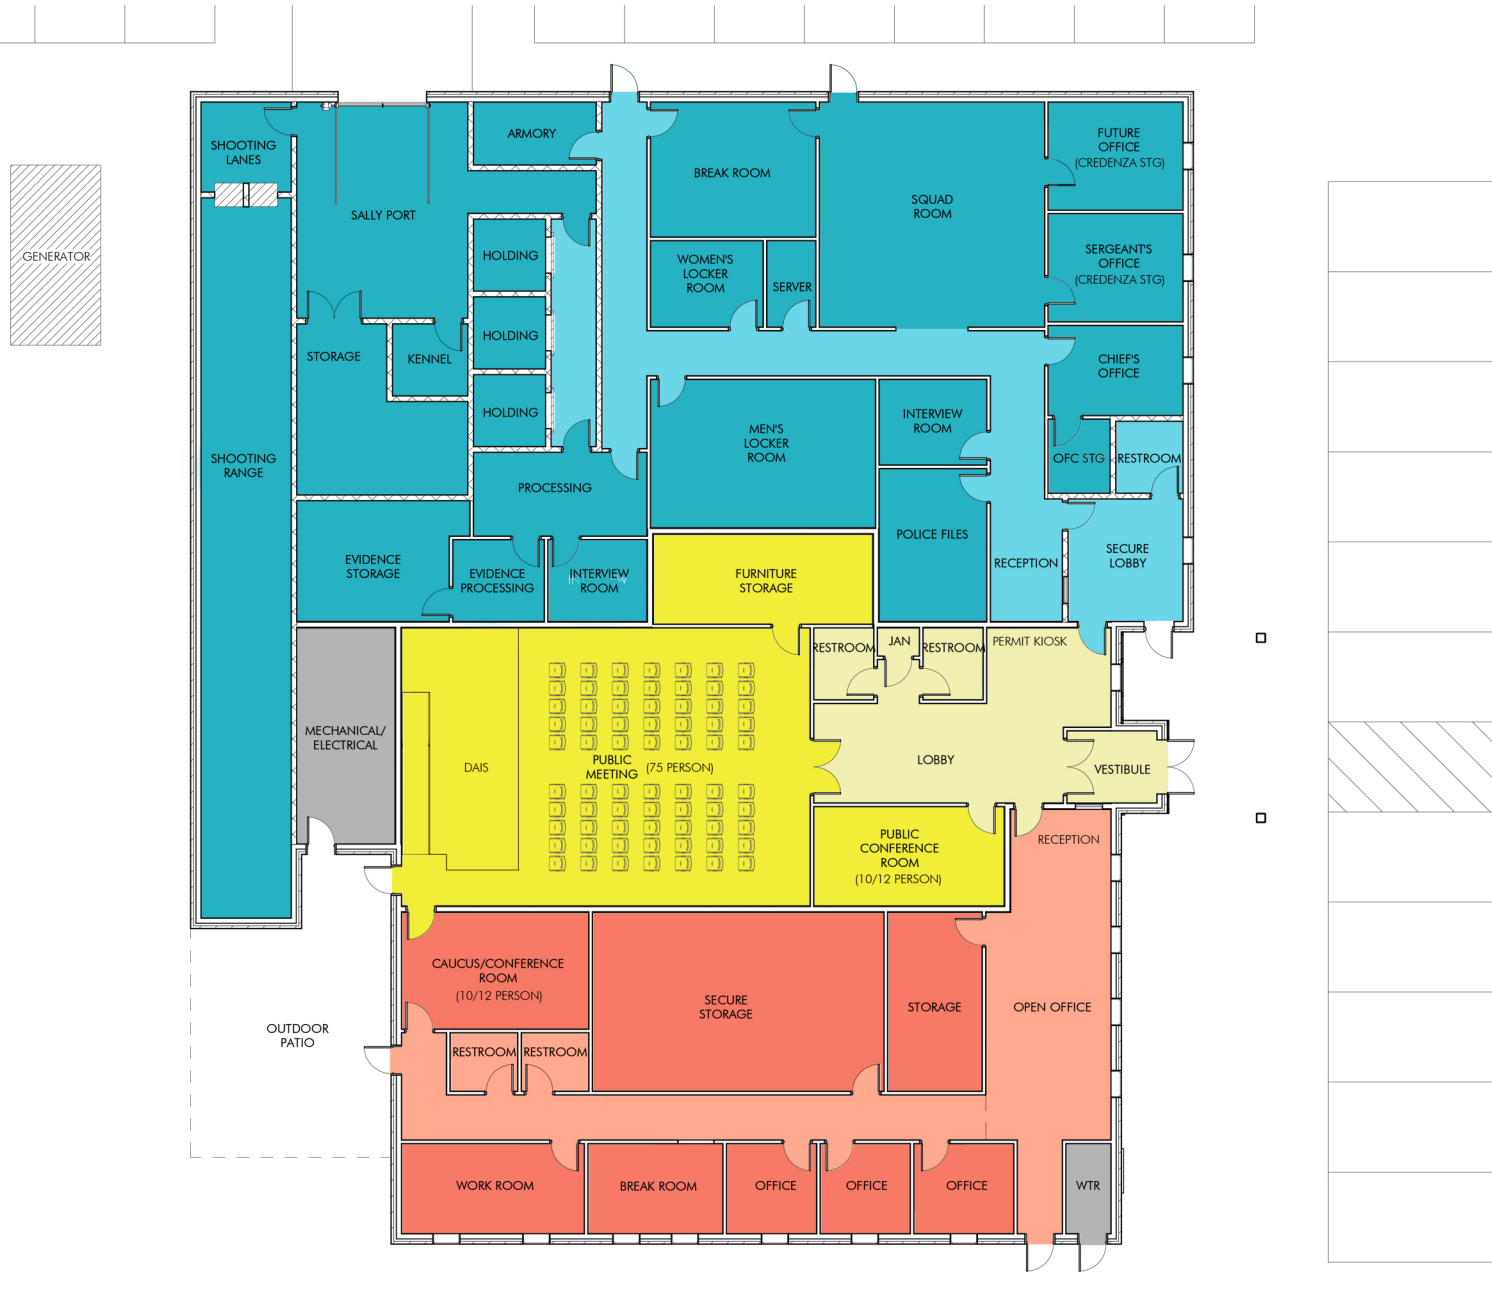 SHOOTING
LANES
ARMORY
BREAK ROOM
FUTURE
OFFICE
(CREDENZA STG)
SALLY PORT
SQUAD
ROOM
GENERATOR
HOLDING
WOMEN'S
LOCKER
ROOM
SERVER
SERGEANT'S
OFFICE
(CREDENZA STG)
STORAGE
KENNEL
HOLDING
CHIEF'S
OFFICE
HOLDING
MEN'S
LOCKER
ROOM
INTERVIEW
ROOM
OFC STG
RESTROOM
SHOOTING
RANGE
PROCESSING
POLICE FILES
EVIDENCE
STORAGE
EVIDENCE
PROCESSING
INTERVIEW
ROOM
FURNITURE
STORAGE
RECEPTION
SECURE
LOBBY
RESTROOM
JAN
RESTROOM
PERMIT KIOSK
MECHANICAL/
ELECTRICAL
DAIS
PUBLIC
MEETING
(75 PERSON)
LOBBY
VESTIBULE
PUBLIC
CONFERENCE
ROOM
(10/12 PERSON)
RECEPTION
CAUCUS/CONFERENCE
ROOM
(10/12 PERSON)
SECURE
STORAGE
STORAGE
OPEN OFFICE
OUTDOOR
PATIO
RESTROOM
RESTROOM
WORK ROOM
BREAK ROOM
OFFICE
OFFICE
OFFICE
WTR